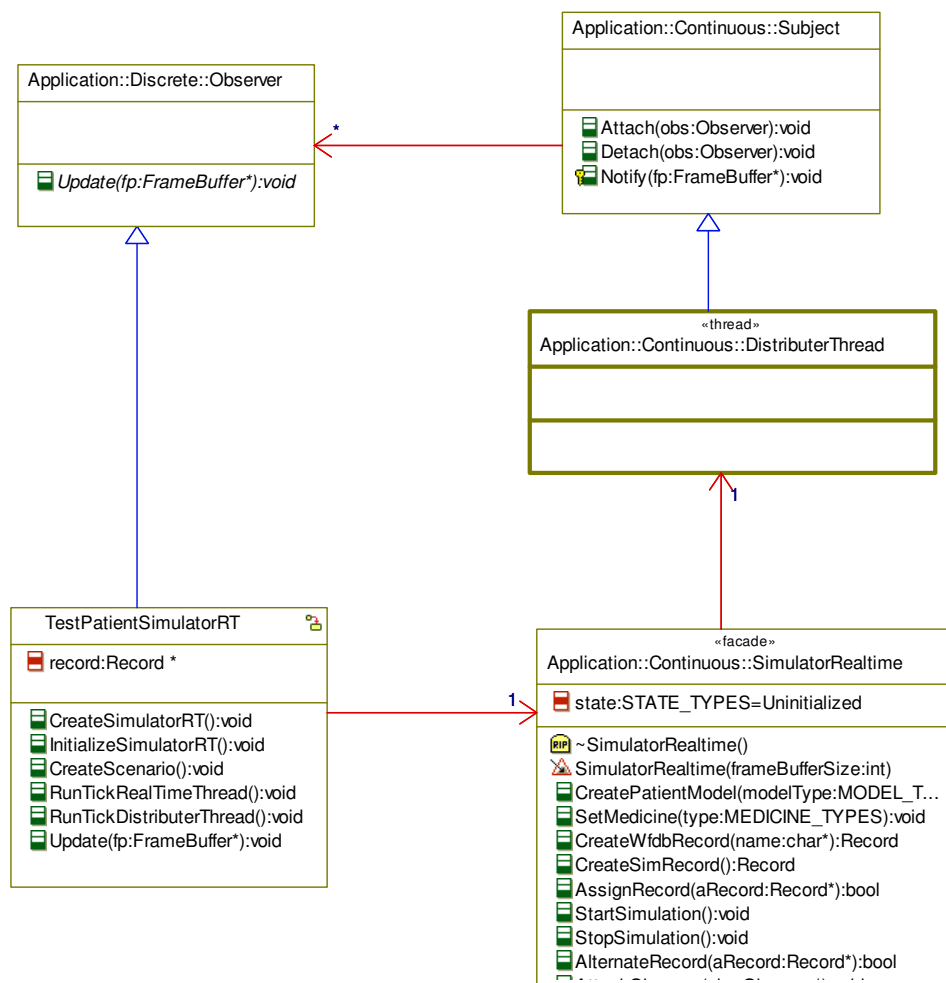 Application::Continuous::Subject
Attach(obs:Observer):void
Detach(obs:Observer):void
Notify(fp:FrameBuffer*):void
Application::Discrete::Observer
Update(fp:FrameBuffer*):void
*
«thread»
Application::Continuous::DistributerThread
1
TestPatientSimulatorRT
record:Record *
CreateSimulatorRT():void
InitializeSimulatorRT():void
CreateScenario():void
RunTickRealTimeThread():void
RunTickDistributerThread():void
Update(fp:FrameBuffer*):void
1
«facade»
Application::Continuous::SimulatorRealtime
state:STATE_TYPES=Uninitialized
RIP ~SimulatorRealtime()
SimulatorRealtime(frameBufferSize:int)
CreatePatientModel(modelType:MODEL_T...
SetMedicine(type:MEDICINE_TYPES):void
CreateWfdbRecord(name:char*):Record
CreateSimRecord():Record
AssignRecord(aRecord:Record*):bool
StartSimulation():void
StopSimulation():void
AlternateRecord(aRecord:Record*):bool